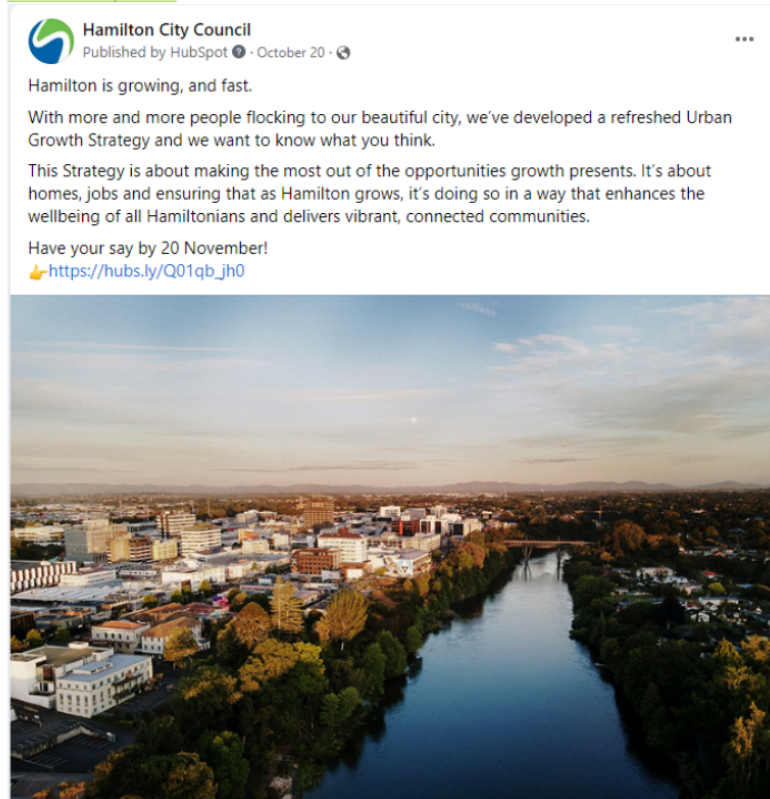 Hamilton City Council
Published by HubSpot · October 20 ·
Hamilton is growing, and fast.
With more and more people flocking to our beautiful city, we've developed a refreshed Urban
Growth Strategy and we want to know what you think.
This Strategy is about making the most out of the opportunities growth presents. It's about
homes, jobs and ensuring that as Hamilton grows, it's doing so in a way that enhances the
wellbeing of all Hamiltonians and delivers vibrant, connected communities.
Have your say by 20 November!
👉https://hubs.ly/Q01qb_jh0